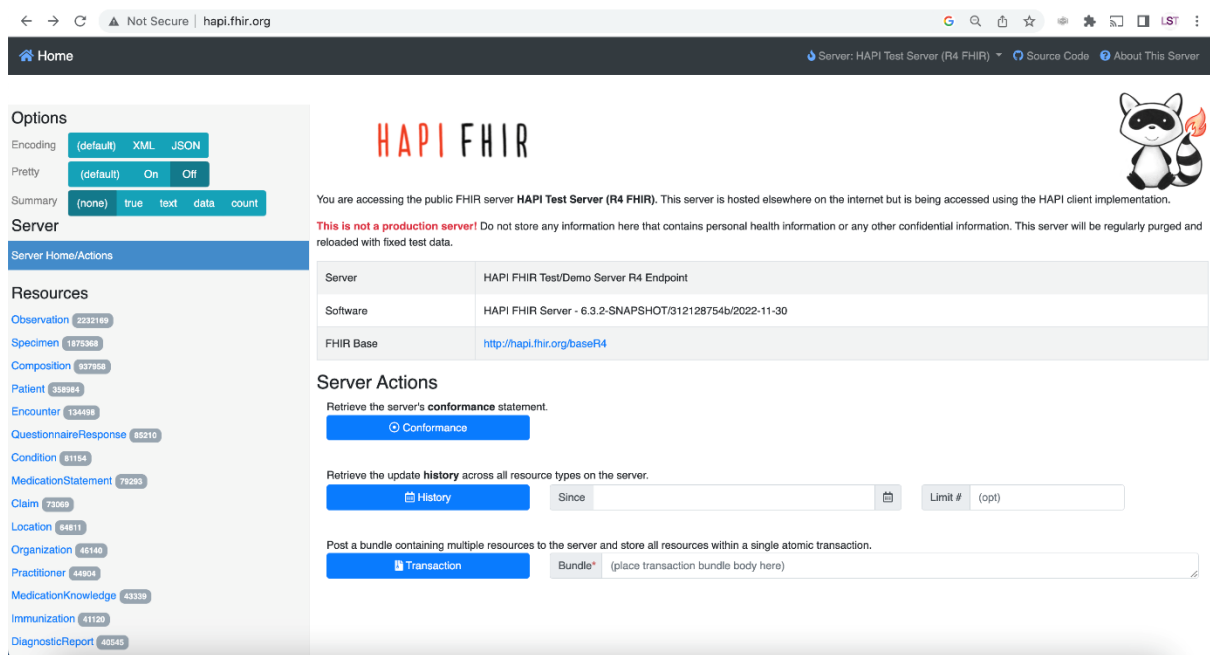 Not Secure | hapi.fhir.org
LST
Home
Server: HAPI Test Server (R4 FHIR) Source Code About This Server
Options
Encoding (default) XML JSON
Pretty (default) On Off
Summary (none) true text data count
Server
Server Home/Actions
Resources
Observation 2232169
Specimen 1875368
Composition 937958
Patient 358984
Encounter 134498
QuestionnaireResponse 85210
Condition 81154
MedicationStatement 79293
Claim 73069
Location 64811
Organization 46140
Practitioner 44904
MedicationKnowledge 43339
Immunization 41120
DiagnosticReport 40545
HAPI FHIR
You are accessing the public FHIR server HAPI Test Server (R4 FHIR). This server is hosted elsewhere on the internet but is being accessed using the HAPI client implementation.
This is not a production server! Do not store any information here that contains personal health information or any other confidential information. This server will be regularly purged and
reloaded with fixed test data.
Server HAPI FHIR Test/Demo Server R4 Endpoint
Software HAPI FHIR Server - 6.3.2-SNAPSHOT/312128754b/2022-11-30
FHIR Base http://hapi.fhir.org/baseR4
Server Actions
Retrieve the server's conformance statement.
Conformance
Retrieve the update history across all resource types on the server.
History Since Limit # (opt)
Post a bundle containing multiple resources to the server and store all resources within a single atomic transaction.
Transaction Bundle* (place transaction bundle body here)